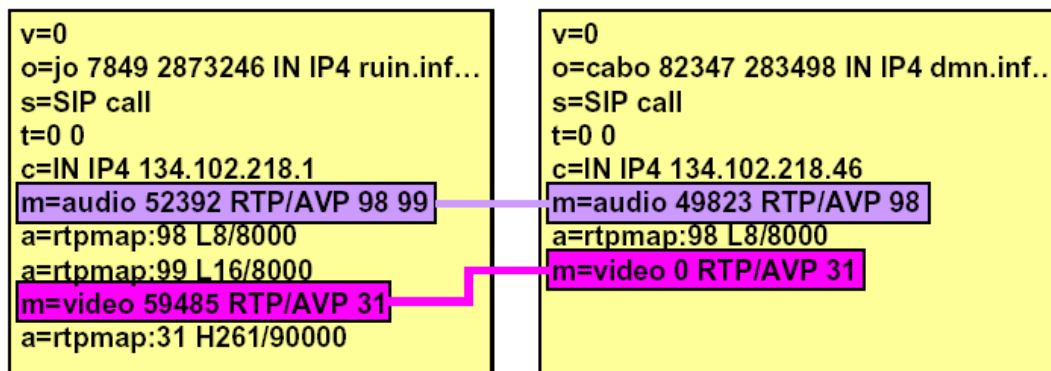 v=0
o=jo 7849 2873246 IN IP4 ruin.inf...
s=SIP call
t=0 0
c=IN IP4 134.102.218.1
m=audio 52392 RTP/AVP 98 99
a=rtpmap:98 L8/8000
a=rtpmap:99 L16/8000
m=video 59485 RTP/AVP 31
a=rtpmap:31 H261/90000
v=0
o=cabo 82347 283498 IN IP4 dmn.inf..
s=SIP call
t=0 0
c=IN IP4 134.102.218.46
m=audio 49823 RTP/AVP 98
a=rtpmap:98 L8/8000
m=video 0 RTP/AVP 31